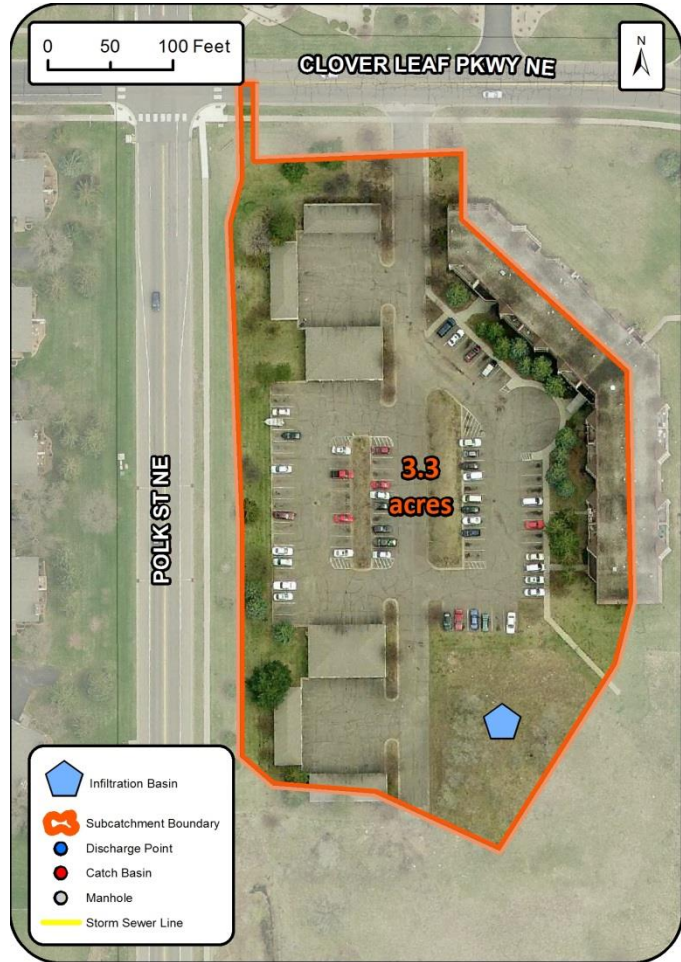 0 50 100 Feet
CLOVER LEAF PKWY NE
N
POLK ST NE
3.3
acres
Infiltration Basin
Subcatchment Boundary
Discharge Point
Catch Basin
Manhole
Storm Sewer Line